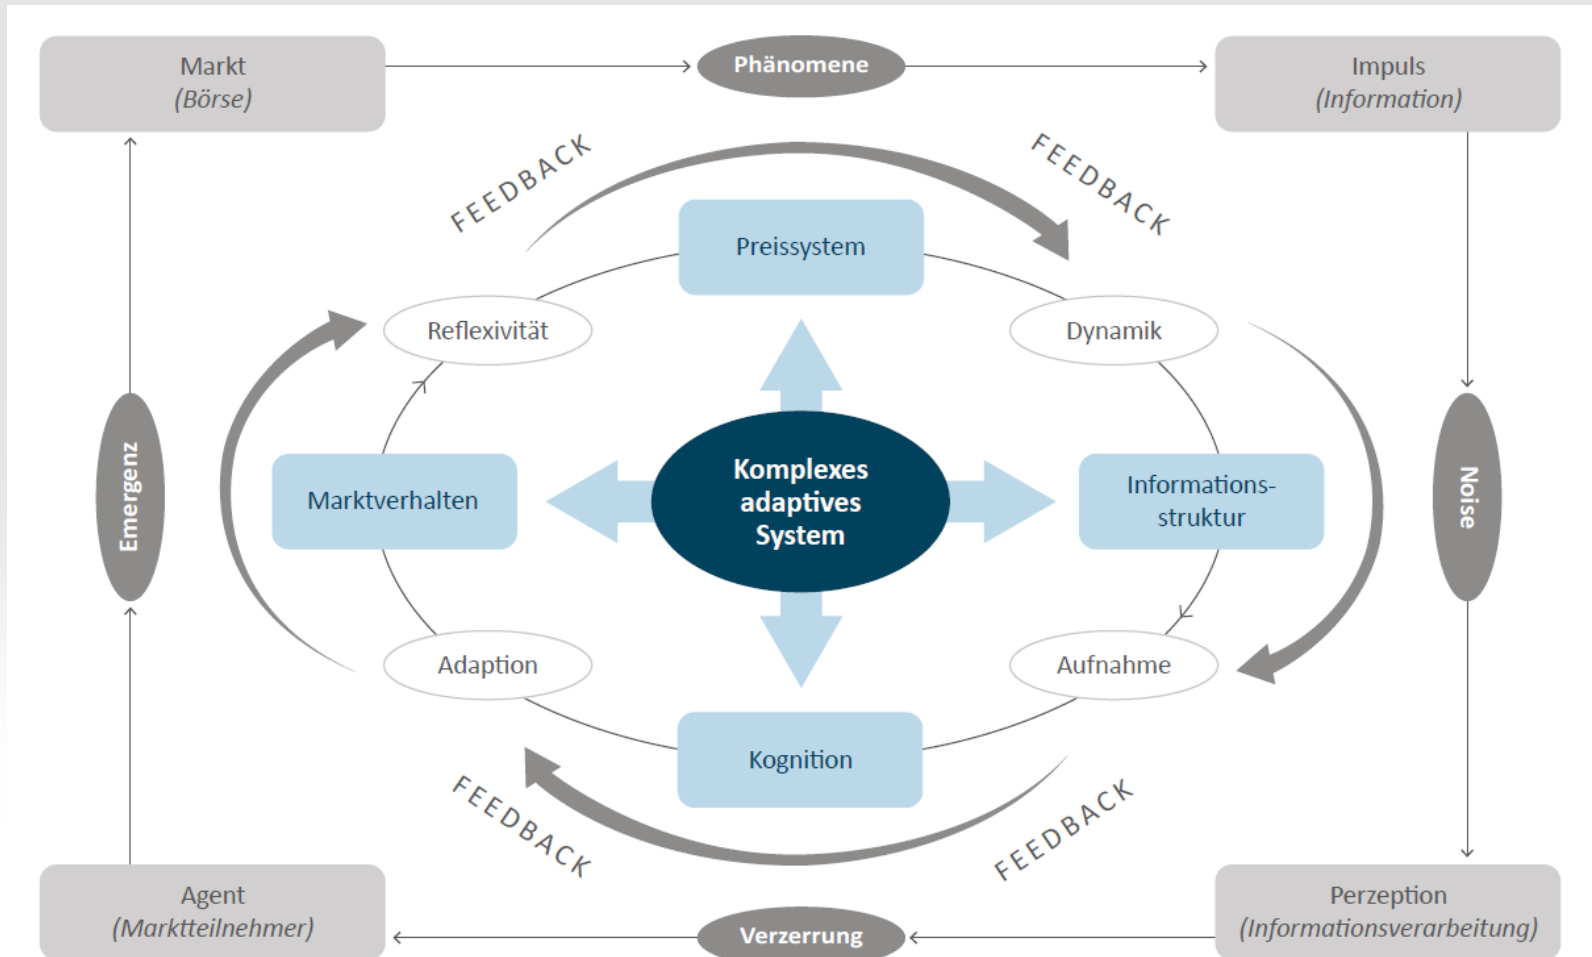 Markt
(Börse)
Phänomene
Impuls
(Information)
FEEDBACK
FEEDBACK
Preissystem
Reflexivität
Dynamik
Emergenz
Marktverhalten
Komplexes
adaptives
System
Informations-
struktur
Noise
Adaption
Aufnahme
Kognition
FEEDBACK
FEEDBACK
Agent
(Marktteilnehmer)
Verzerrung
Perzeption
(Informationsverarbeitung)